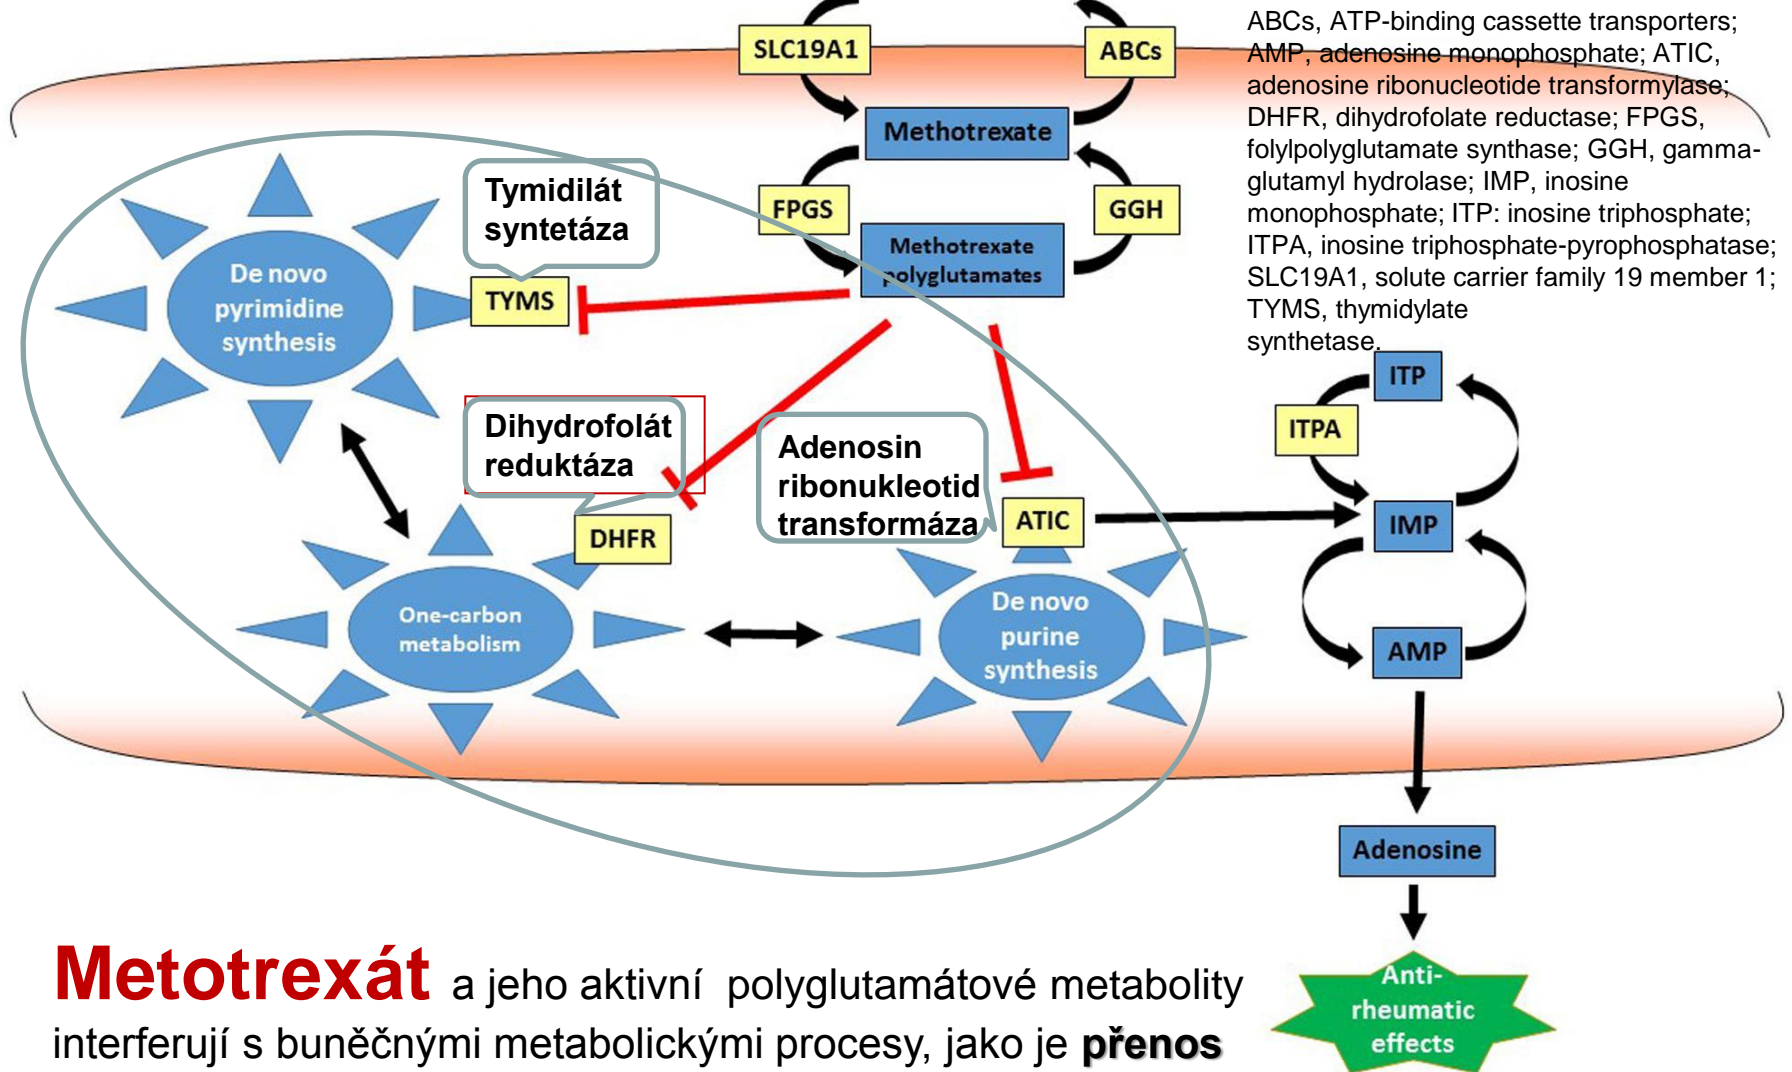 SLC19A1
ABCs
ABCs, ATP-binding cassette transporters;
AMP, adenosine monophosphate; ATIC,
adenosine ribonucleotide transformylase;
DHFR, dihydrofolate reductase; FPGS,
folylpolyglutamate synthase; GGH, gamma-
glutamyl hydrolase; IMP, inosine
monophosphate; ITP: inosine triphosphate;
ITPA, inosine triphosphate-pyrophosphatase;
SLC19A1, solute carrier family 19 member 1;
TYMS, thymidylate
synthetase.
Methotrexate
FPGS
GGH
Methotrexate
polyglutamates
Tymidilát
syntetáza
De novo
pyrimidine
synthesis
TYMS
Dihydrofolát
reduktáza
DHFR
Adenosin
ribonukleotid
transformáza
ATIC
ITP
ITPA
IMP
AMP
One-carbon
metabolism
De novo
purine
synthesis
Adenosine
Anti-
rheumatic
effects
Metotrexát a jeho aktivní polyglutamátové metabolity
interferují s buněčnými metabolickými procesy, jako je přenos